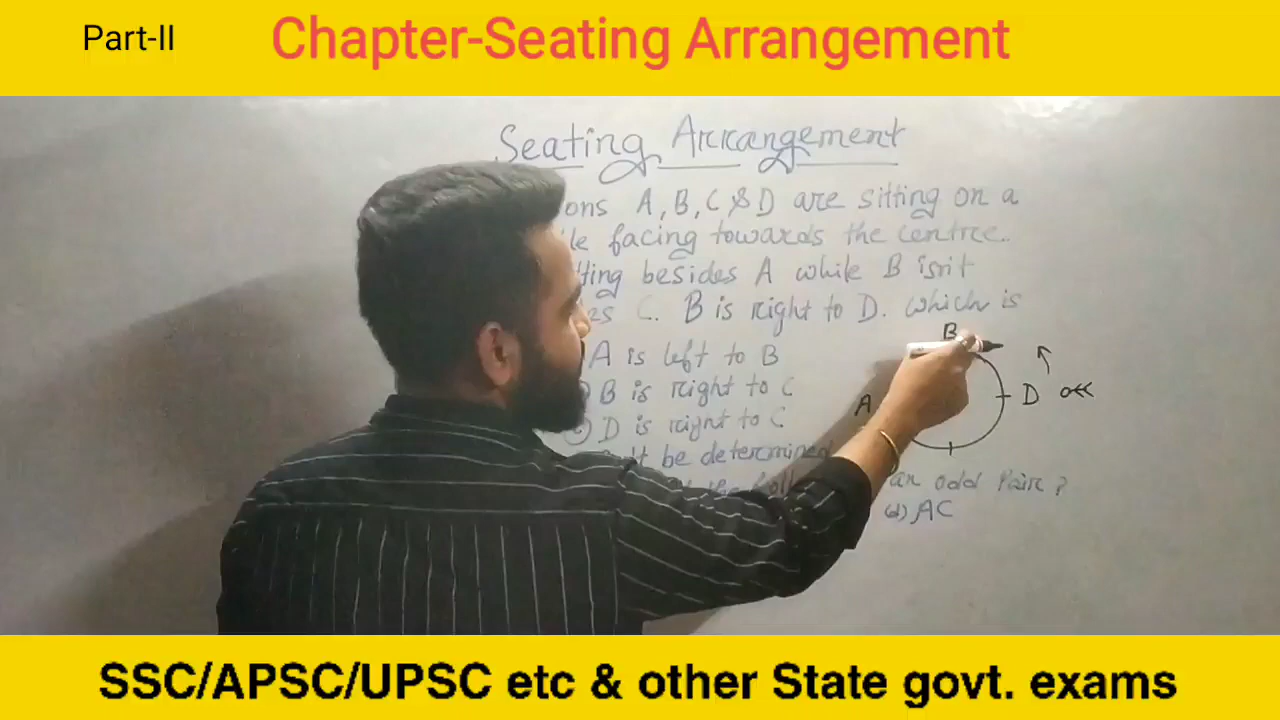 Part-II
Chapter-Seating Arrangement
Seating Arrangement
ons A, B, C & D are sitting on a
le facing towards the centre.
tting besides A while B isn't
es C. B is right to D. which is
A is left to B
B is right to C
D is right to C
't be determined
an odd Pair?
(d) AC
B
A
D
SSC/APSC/UPSC etc & other State govt. exams